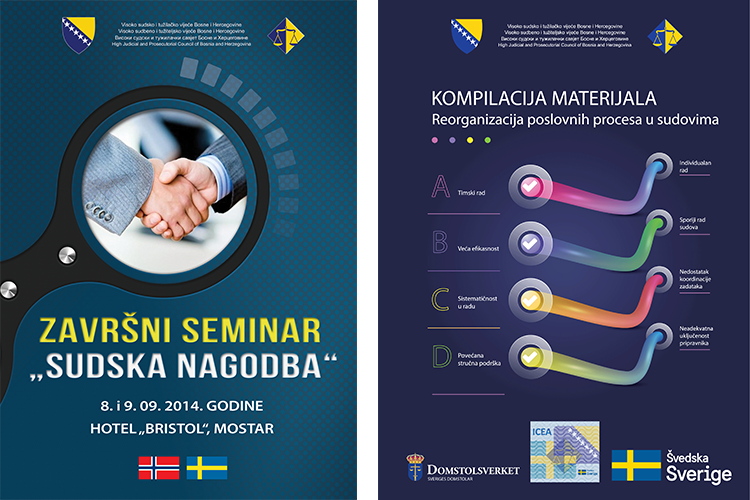 Visoko sudsko i tužilačko vijeće Bosne i Hercegovine
Visoko sudbeno i tužiteljsko vijeće Bosne i Hercegovine
Високи судски и тужилачки савјет Босне и Херцеговине
High Judicial and Prosecutorial Council of Bosnia and Herzegovina
ZAVRŠNI SEMINAR
„SUDSKA NAGODBA“
8. i 9. 09. 2014. GODINE
HOTEL „BRISTOL“, MOSTAR
Visoko sudsko i tužilačko vijeće Bosne i Hercegovine
Visoko sudbeno i tužiteljsko vijeće Bosne i Hercegovine
Високи судски и тужилачки савјет Босне и Херцеговине
High Judicial and Prosecutorial Council of Bosnia and Herzegovina
KOMPILACIJA MATERIJALA
Reorganizacija poslovnih procesa u sudovima
A
Timski rad
Individualan
rad
B
Veća efikasnost
Sporiji rad
sudova
C
Sistematičnost
u radu
Nedostatak
koordinacije
zadataka
D
Povećana
stručna podrška
Neadekvatna
uključenost
pripravnika
DOMSTOLSVERKET
SVERIGES DOMSTOLAR
ICEA
Švedska
Sverige